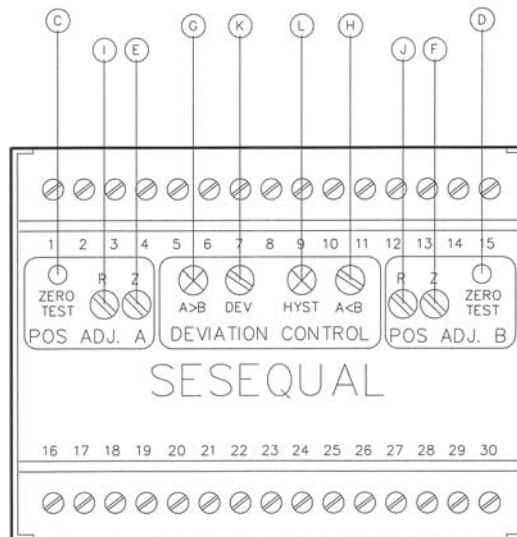 C I E G K L H J F D
1 2 3 4 5 6 7 8 9 10 11 12 13 14 15
R Z R Z
ZERO TEST A>B DEV HYST A<B ZERO TEST
POS ADJ. A DEVIATION CONTROL POS ADJ. B
SESEQUAL
16 17 18 19 20 21 22 23 24 25 26 27 28 29 30